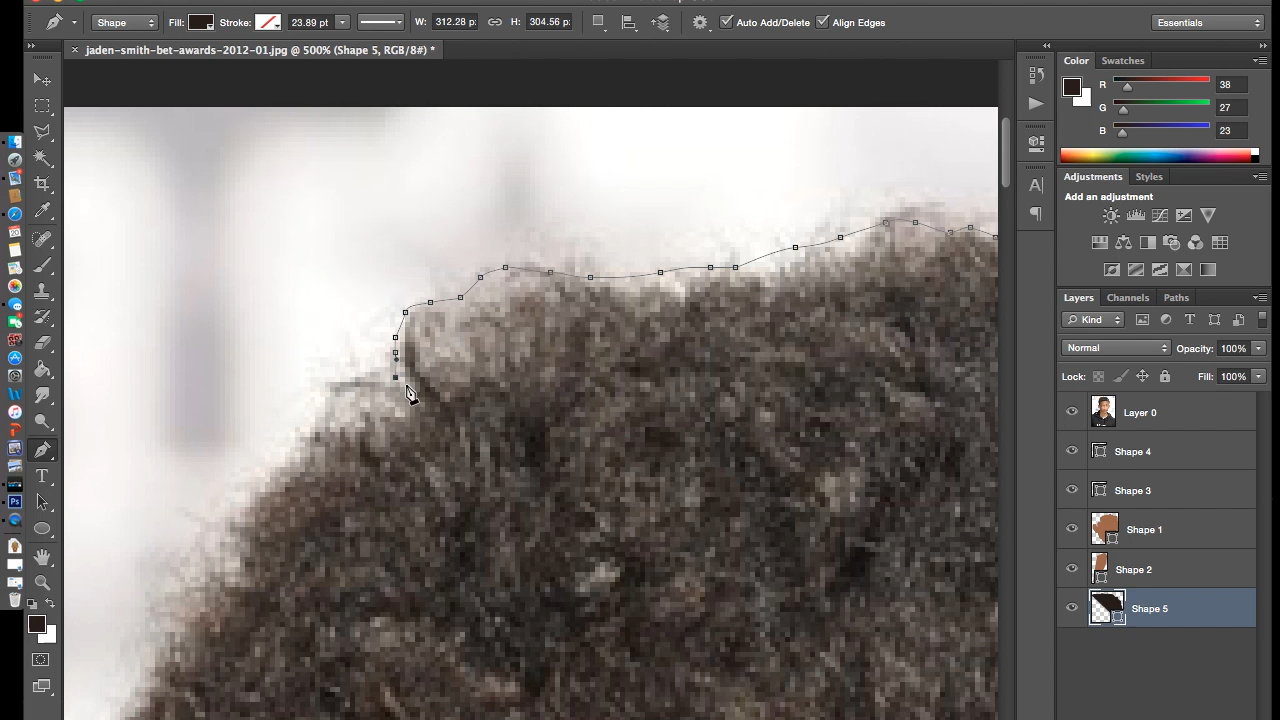 Shape Fill: Stroke: 23.89 pt W: 312.28 pi H: 304.56 pi Auto Add/Delete Align Edges Essentials
jaden-smith-bet-awards-2012-01.jpg @ 500% (Shape 5, RGB/8#) *
Color Swatches
R 38
G 27
B 23
Adjustments Styles
Add an adjustment
Layers Channels Paths
Kind
Normal Opacity: 100%
Lock: Fill: 100%
Layer 0
Shape 4
Shape 3
Shape 1
Shape 2
Shape 5